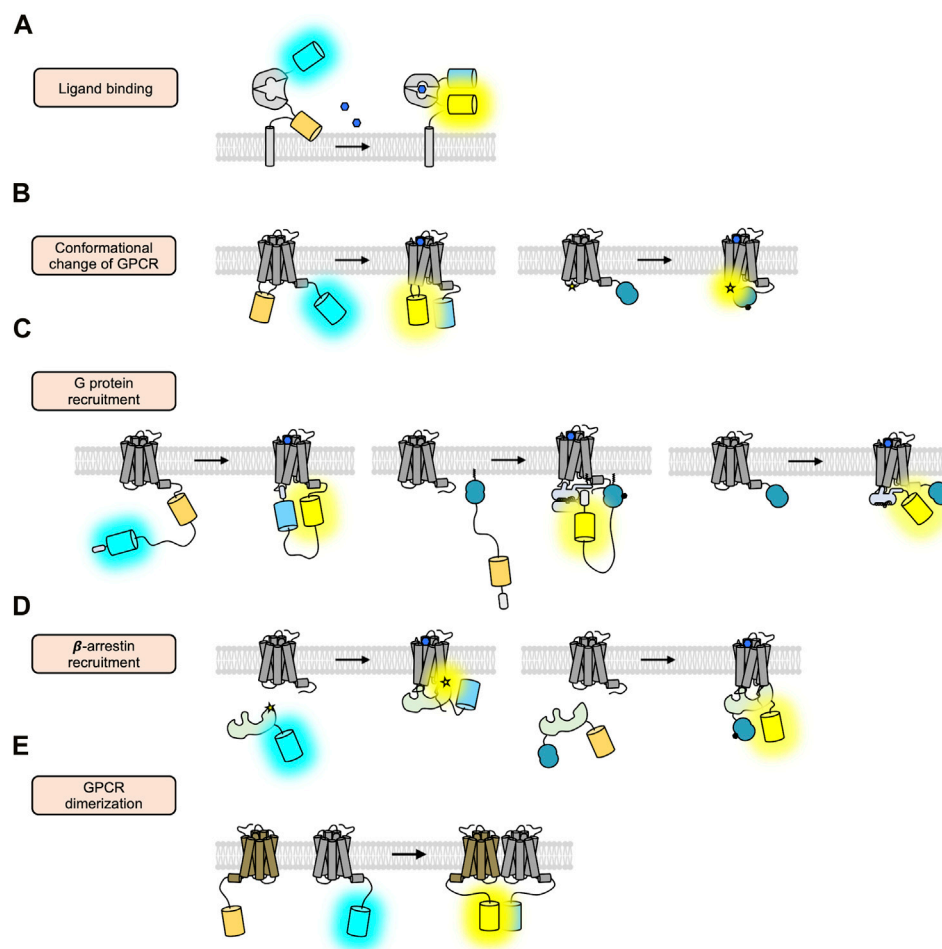 A
Ligand binding
B
Conformational
change of GPCR
C
G protein
recruitment
D
β-arrestin
recruitment
E
GPCR
dimerization